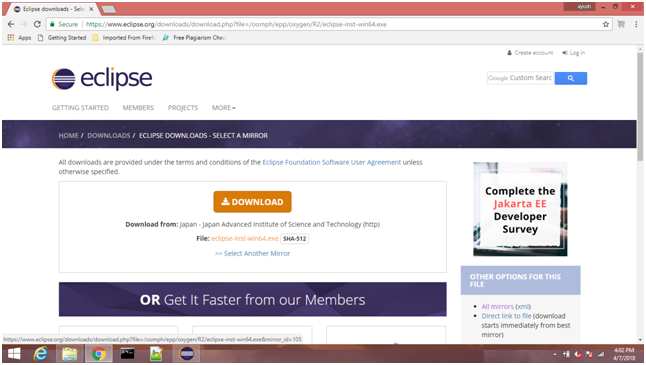 Eclipse downloads - Sele
ayush
Secure | https://www.eclipse.org/downloads/download.php?file=/oomph/epp/oxygen/R2/eclipse-inst-win64.exe
Apps Getting Started Imported From Firef Free Plagiarism Chec
Create account Log in
eclipse
Google Custom Searc
GETTING STARTED MEMBERS PROJECTS MORE
HOME / DOWNLOADS / ECLIPSE DOWNLOADS - SELECT A MIRROR
All downloads are provided under the terms and conditions of the Eclipse Foundation Software User Agreement unless
otherwise specified.
DOWNLOAD
Download from: Japan - Japan Advanced Institute of Science and Technology (http)
File: eclipse-inst-win64.exe SHA-512
>> Select Another Mirror
OR Get It Faster from our Members
Complete the
Jakarta EE
Developer
Survey
OTHER OPTIONS FOR THIS
FILE
All mirrors (xml)
Direct link to file (download
starts immediately from best
mirror)
https://www.eclipse.org/downloads/download.php?file=/oomph/epp/oxygen/R2/eclipse-inst-win64.exe&mirror_id=105
4:02 PM
4/7/2018